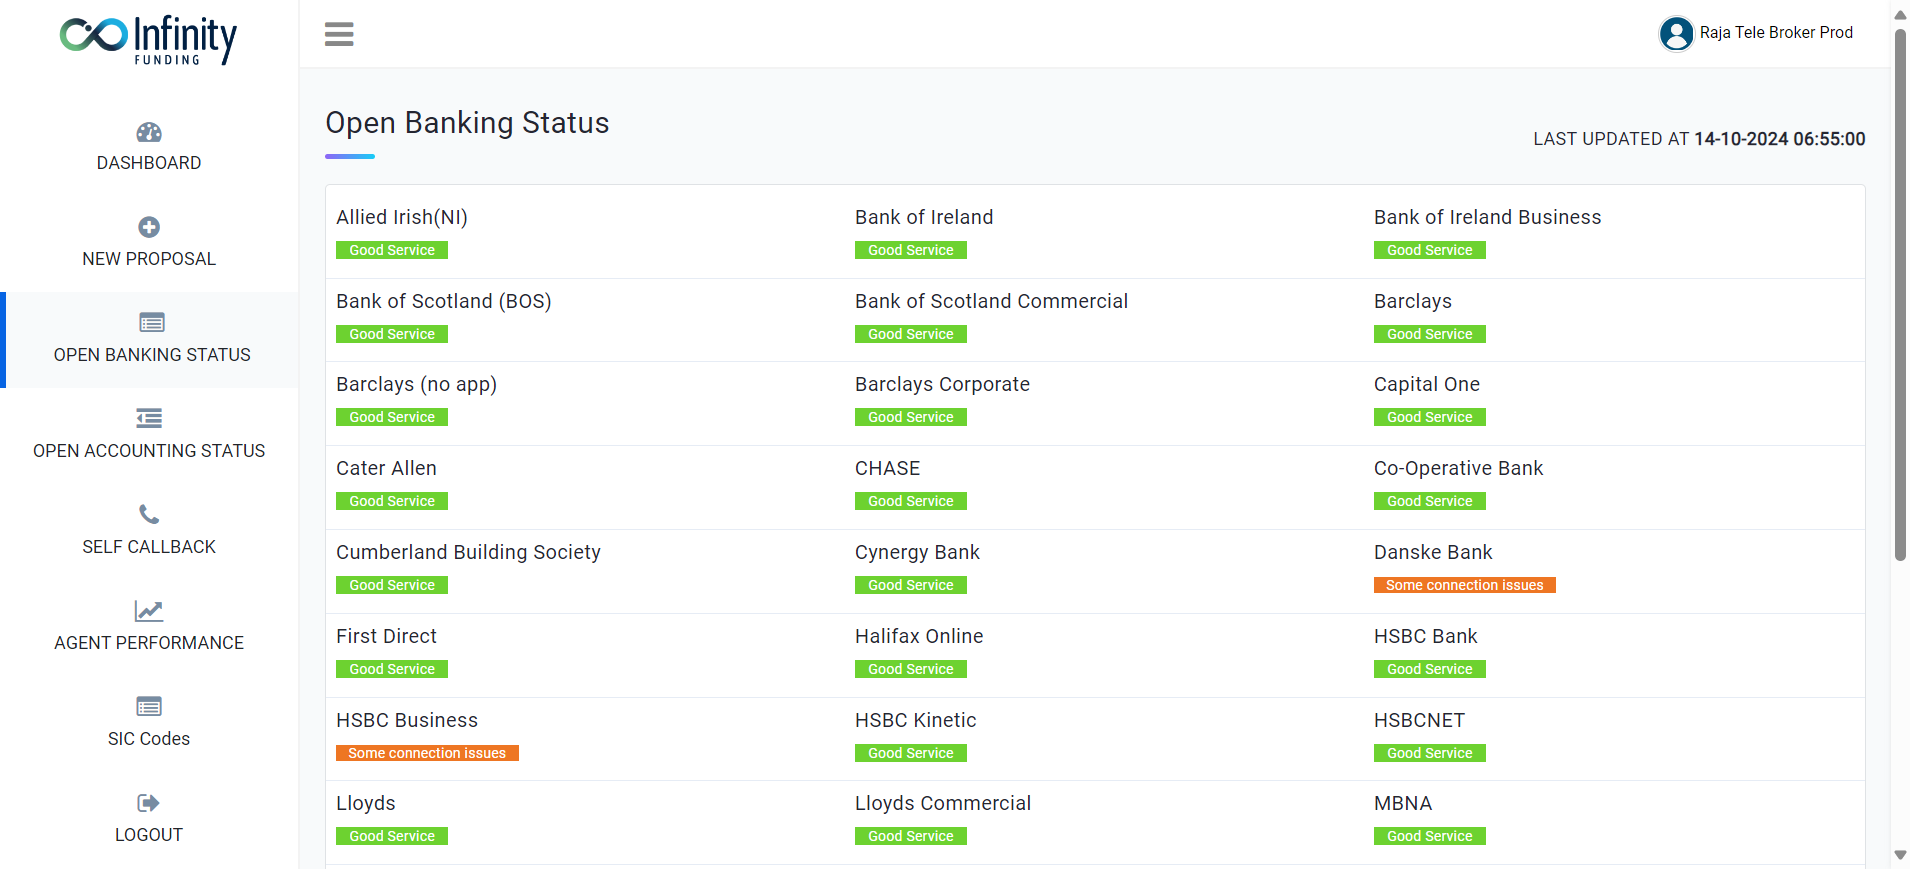 Infinity
FUNDING
Raja Tele Broker Prod
DASHBOARD
NEW PROPOSAL
OPEN BANKING STATUS
OPEN ACCOUNTING STATUS
SELF CALLBACK
AGENT PERFORMANCE
SIC Codes
LOGOUT
Open Banking Status
LAST UPDATED AT 14-10-2024 06:55:00
Allied Irish(NI)
Good Service
Bank of Ireland
Good Service
Bank of Ireland Business
Good Service
Bank of Scotland (BOS)
Good Service
Bank of Scotland Commercial
Good Service
Barclays
Good Service
Barclays (no app)
Good Service
Barclays Corporate
Good Service
Capital One
Good Service
Cater Allen
Good Service
CHASE
Good Service
Co-Operative Bank
Good Service
Cumberland Building Society
Good Service
Cynergy Bank
Good Service
Danske Bank
Some connection issues
First Direct
Good Service
Halifax Online
Good Service
HSBC Bank
Good Service
HSBC Business
Some connection issues
HSBC Kinetic
Good Service
HSBCNET
Good Service
Lloyds
Good Service
Lloyds Commercial
Good Service
MBNA
Good Service